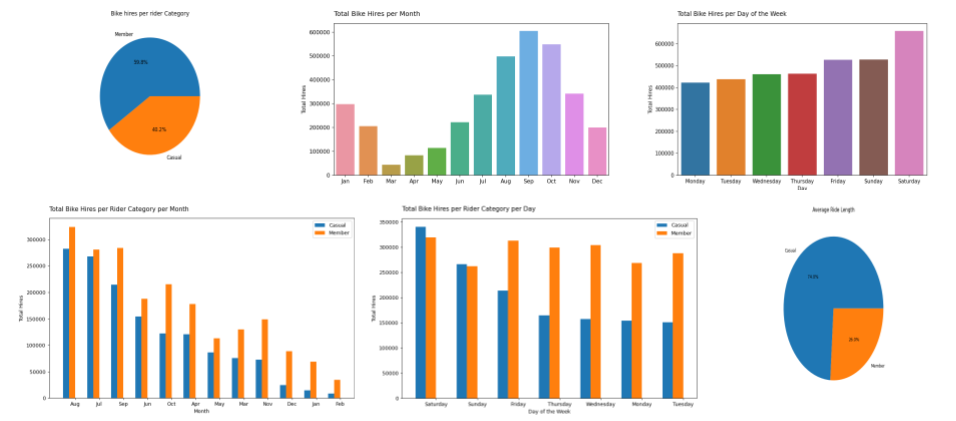 Bike hires per rider Category
Member
59.8%
40.2%
Casual
Total Bike Hires per Month
Total Hires
600000
500000
400000
300000
200000
100000
0
Jan Feb Mar Apr May Jun Jul Aug Sep Oct Nov Dec
Total Bike Hires per Day of the Week
Total Hires
600000
500000
400000
300000
200000
100000
0
Monday Tuesday Wednesday Thursday Friday Sunday Saturday
Day
Total Bike Hires per Rider Category per Month
Casual
Member
Total Hires
300000
250000
200000
150000
100000
50000
0
Aug Jul Sep Jun Oct Apr May Mar Nov Dec Jan Feb
Month
Total Bike Hires per Rider Category per Day
Casual
Member
Total Hires
350000
300000
250000
200000
150000
100000
50000
0
Saturday Sunday Friday Thursday Wednesday Monday Tuesday
Day of the Week
Average Ride Length
Casual
Member